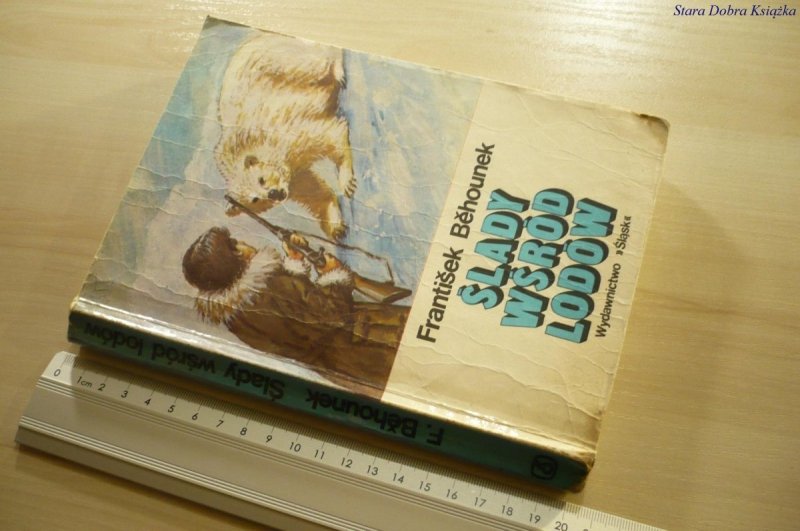 Stara Dobra Książka
František Běhounek
ŚLADY
WŚRÓD
LODÓW
Wydawnictwo »Śląsk«
F. Běhounek Ślady wśród lodów
0 1cm 2 3 4 5 6 7 8 9 10 11 12 13 14 15 16 17 18 19 20